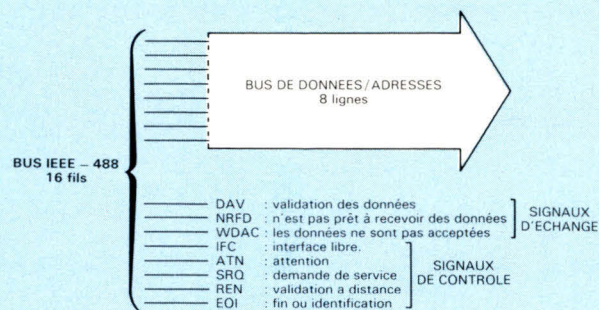 BUS DE DONNEES/ADRESSES
8 lignes
BUS IEEE – 488
16 fils
DAV : validation des données
NRFD : n'est pas prêt à recevoir des données
WDAC : les données ne sont pas acceptées
SIGNAUX
D'ECHANGE
IFC : interface libre.
ATN : attention
SRQ : demande de service
REN : validation a distance
EOI : fin ou identification
SIGNAUX
DE CONTROLE